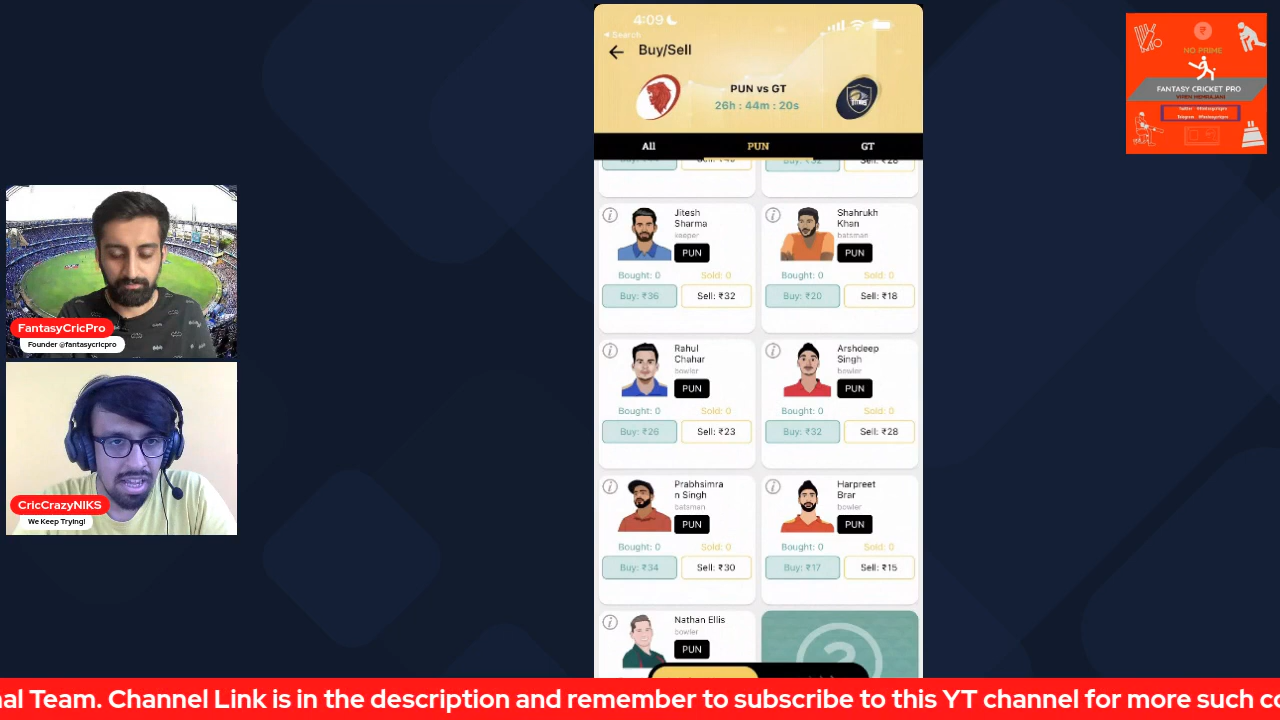 4:09
Search
Buy/Sell
PUN vs GT
26h : 44m : 20s
All
PUN
GT
Jitesh
Sharma
keeper
PUN
Bought: 0
Sold: 0
Buy: ₹36
Sell: ₹32
Shahrukh
Khan
batsman
PUN
Bought: 0
Sold: 0
Buy: ₹20
Sell: ₹18
Rahul
Chahar
bowler
PUN
Bought: 0
Sold: 0
Buy: ₹26
Sell: ₹23
Arshdeep
Singh
bowler
PUN
Bought: 0
Sold: 0
Buy: ₹32
Sell: ₹28
Prabhsimra
n Singh
batsman
PUN
Bought: 0
Sold: 0
Buy: ₹34
Sell: ₹30
Harpreet
Brar
bowler
PUN
Bought: 0
Sold: 0
Buy: ₹17
Sell: ₹15
Nathan Ellis
bowler
PUN
FantasyCricPro
Founder @fantasycricpro
CricCrazyNIKS
We Keep Trying!
NO PRIME
FANTASY CRICKET PRO
nal Team. Channel Link is in the description and remember to subscribe to this YT channel for more such co